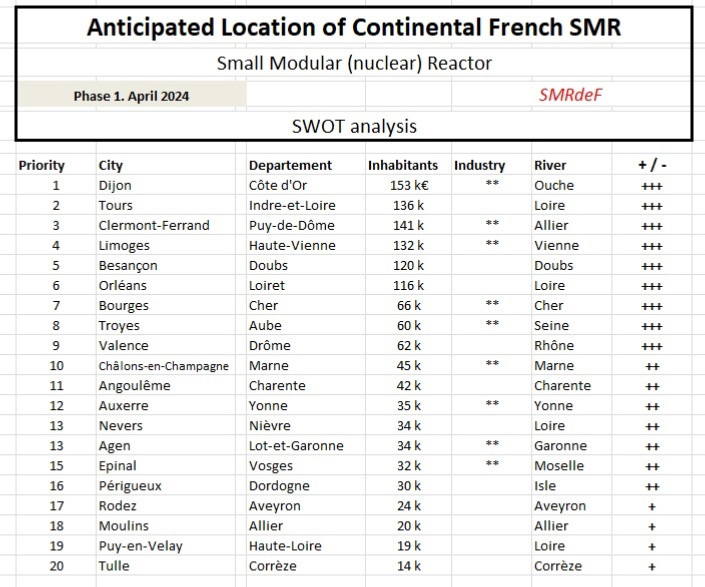 Anticipated Location of Continental French SMR
Small Modular (nuclear) Reactor
Phase 1. April 2024 SMRdeF
SWOT analysis
Priority City Departement Inhabitants Industry River + / -
1 Dijon Côte d'Or 153 k€ ** Ouche +++
2 Tours Indre-et-Loire 136 k Loire +++
3 Clermont-Ferrand Puy-de-Dôme 141 k ** Allier +++
4 Limoges Haute-Vienne 132 k ** Vienne +++
5 Besançon Doubs 120 k Doubs +++
6 Orléans Loiret 116 k Loire +++
7 Bourges Cher 66 k ** Cher +++
8 Troyes Aube 60 k ** Seine +++
9 Valence Drôme 62 k Rhône +++
10 Châlons-en-Champagne Marne 45 k ** Marne ++
11 Angoulême Charente 42 k Charente ++
12 Auxerre Yonne 35 k ** Yonne ++
13 Nevers Nièvre 34 k Loire ++
13 Agen Lot-et-Garonne 34 k ** Garonne ++
15 Epinal Vosges 32 k ** Moselle ++
16 Périgueux Dordogne 30 k Isle ++
17 Rodez Aveyron 24 k Aveyron +
18 Moulins Allier 20 k Allier +
19 Puy-en-Velay Haute-Loire 19 k Loire +
20 Tulle Corrèze 14 k Corrèze +